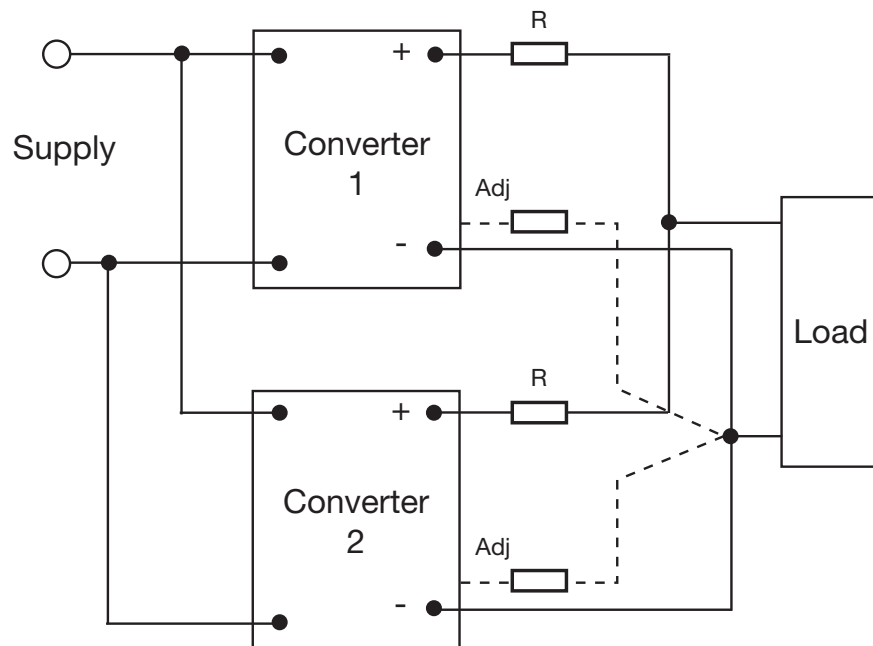 R
+
Supply
Converter
1
Adj
-
Load
R
+
Converter
2
Adj
-